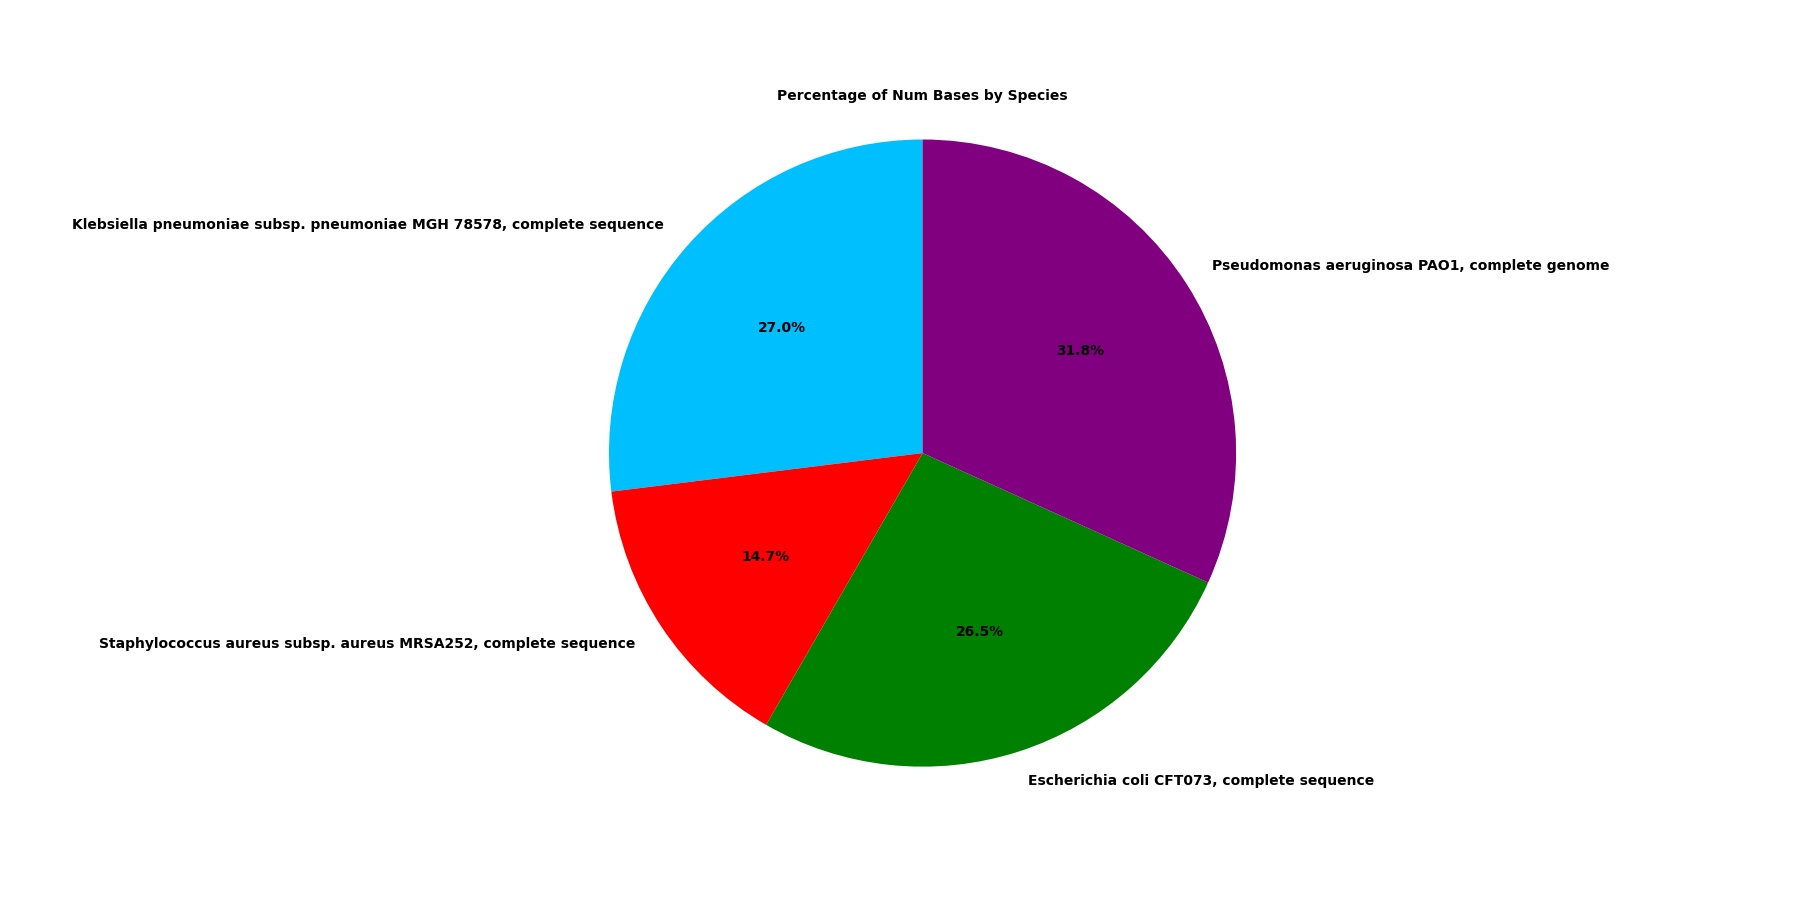 Percentage of Num Bases by Species
Klebsiella pneumoniae subsp. pneumoniae MGH 78578, complete sequence
Pseudomonas aeruginosa PAO1, complete genome
27.0%
31.8%
14.7%
26.5%
Staphylococcus aureus subsp. aureus MRSA252, complete sequence
Escherichia coli CFT073, complete sequence